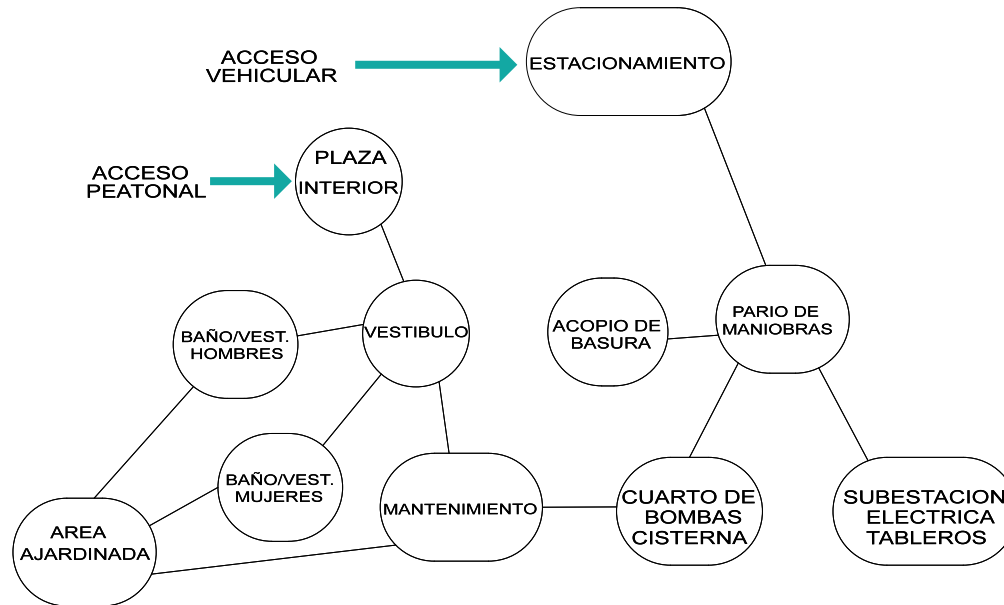 ACCESO
VEHICULAR
ESTACIONAMIENTO
ACCESO
PEATONAL
PLAZA
INTERIOR
BAÑO/VEST.
HOMBRES
VESTIBULO
ACOPIO DE
BASURA
PARIO DE
MANIOBRAS
BAÑO/VEST.
MUJERES
MANTENIMIENTO
CUARTO DE
BOMBAS
CISTERNA
SUBESTACION
ELECTRICA
TABLEROS
AREA
AJARDINADA